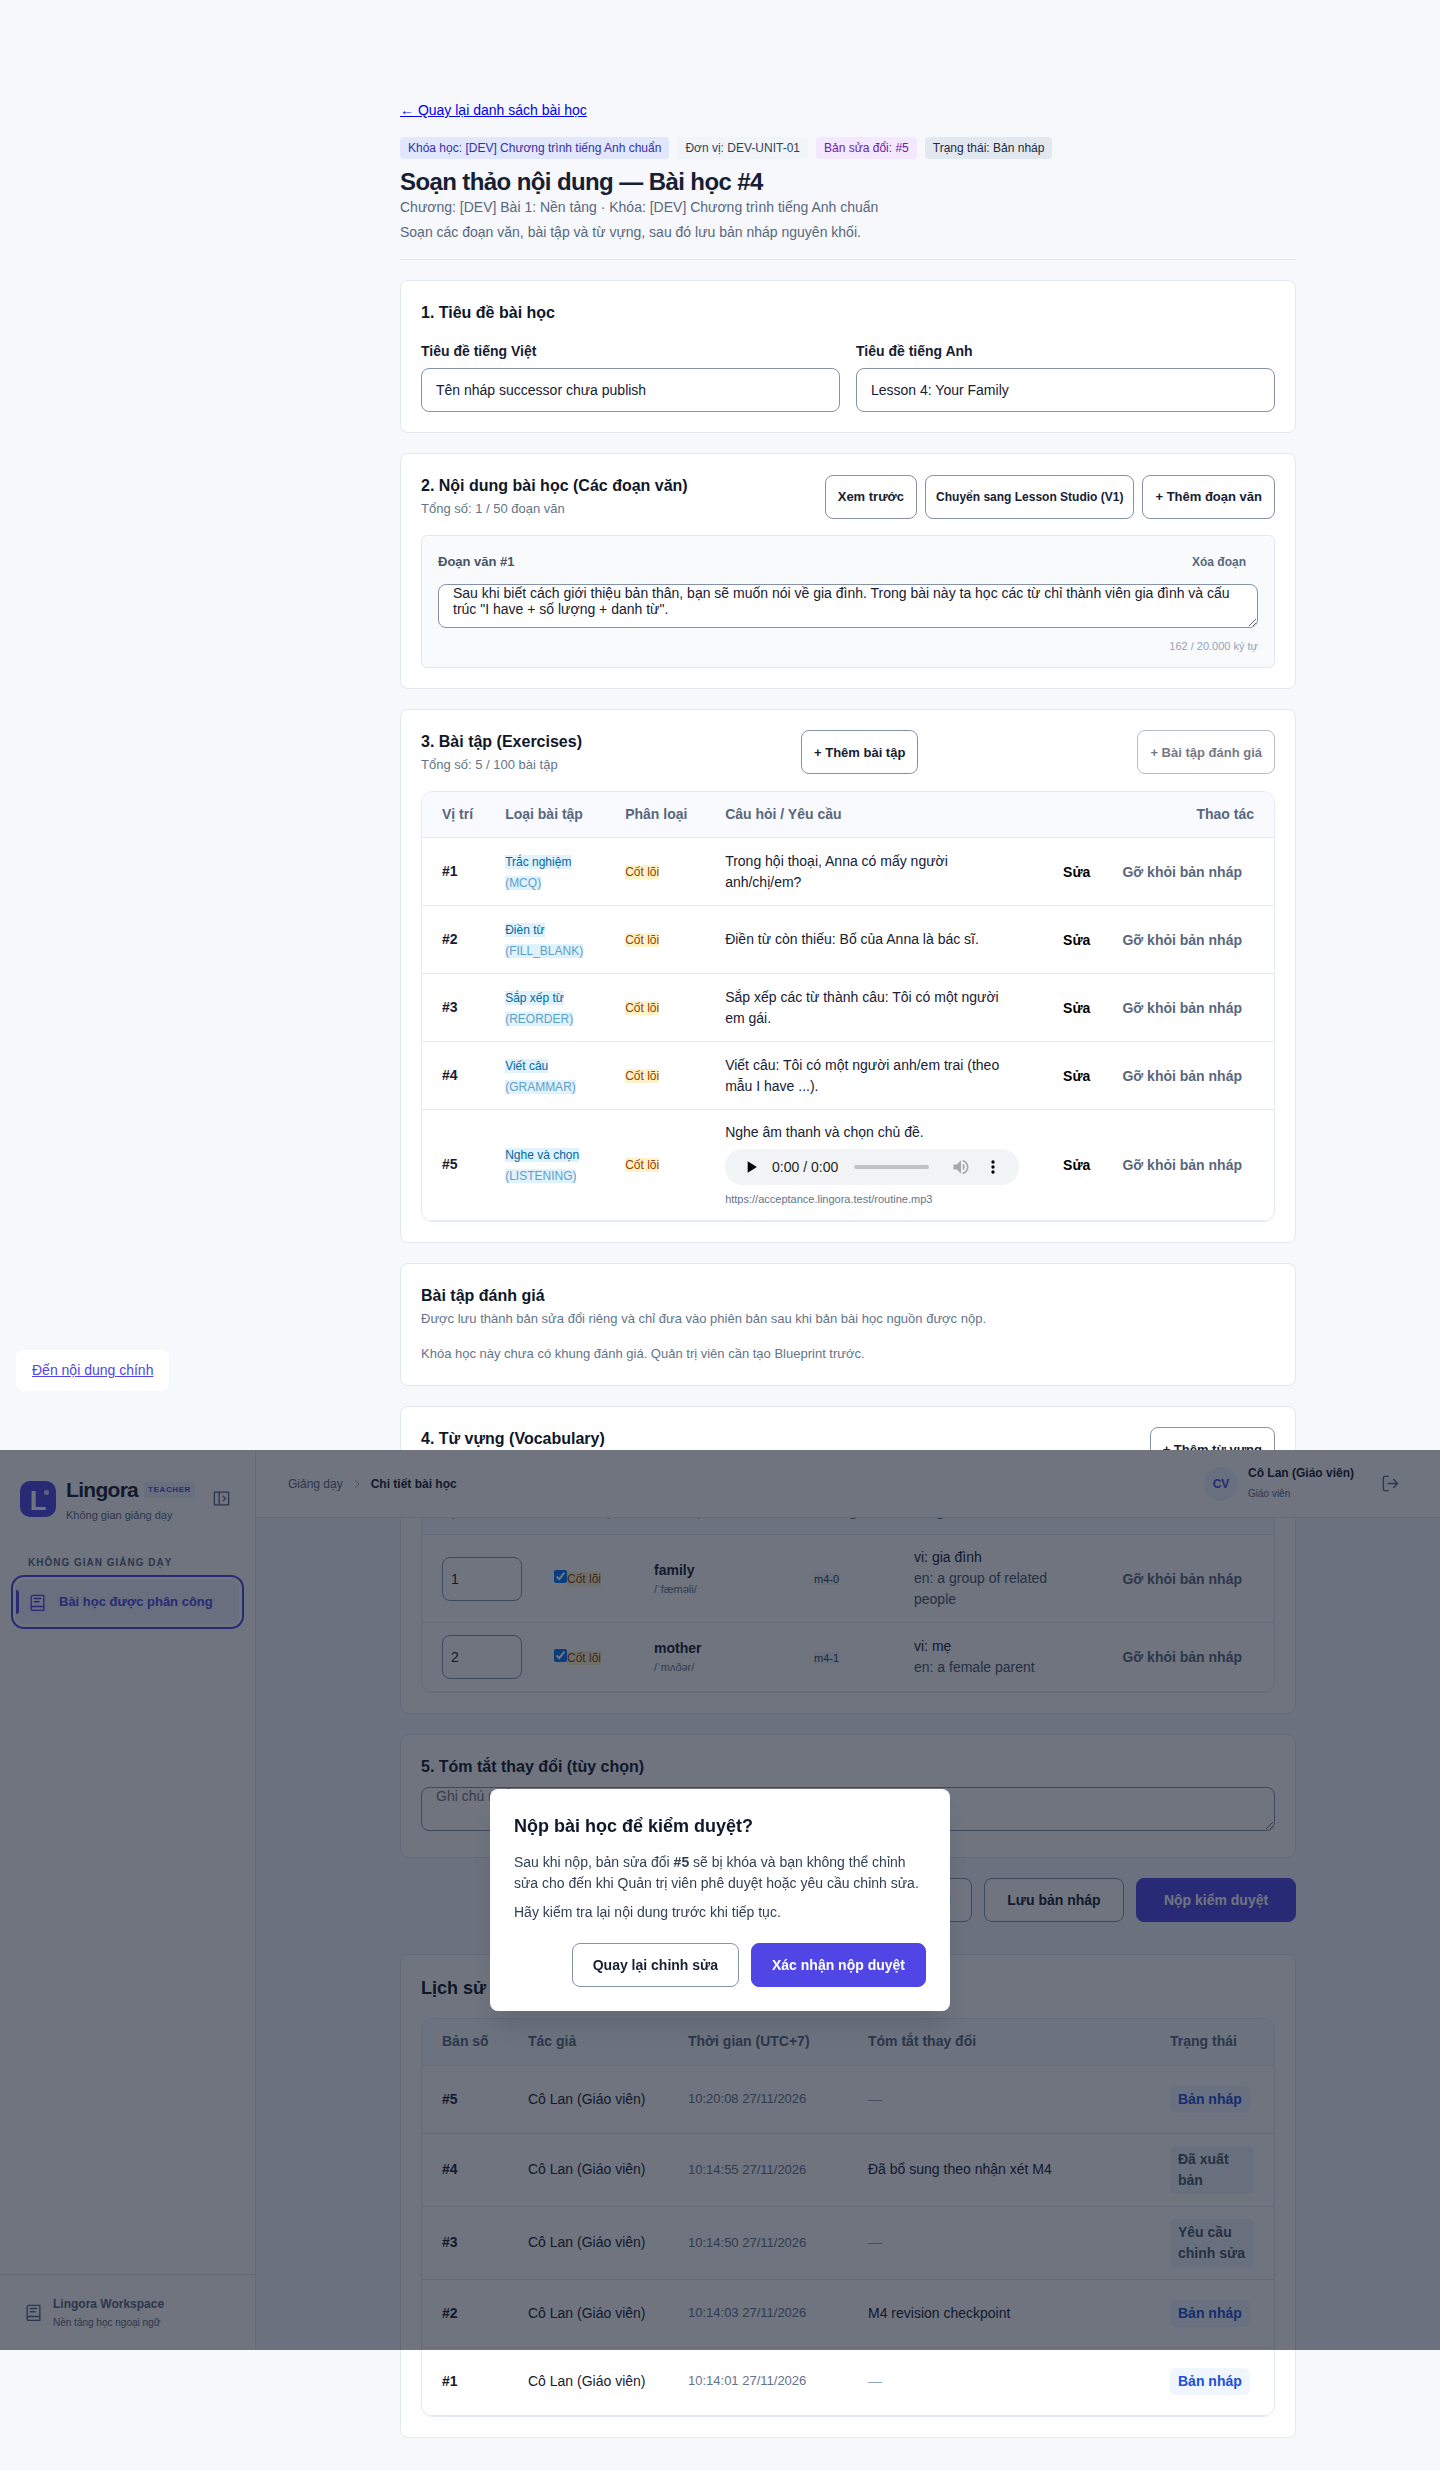 ← Quay lại danh sách bài học
Khóa học: [DEV] Chương trình tiếng Anh chuẩn Đơn vị: DEV-UNIT-01 Bản sửa đổi: #5 Trạng thái: Bản nháp
Soạn thảo nội dung — Bài học #4
Chương: [DEV] Bài 1: Nền tảng · Khóa: [DEV] Chương trình tiếng Anh chuẩn
Soạn các đoạn văn, bài tập và từ vựng, sau đó lưu bản nháp nguyên khối.
1. Tiêu đề bài học
Tiêu đề tiếng Việt Tiêu đề tiếng Anh
Tên nháp successor chưa publish Lesson 4: Your Family
2. Nội dung bài học (Các đoạn văn)
Tổng số: 1 / 50 đoạn văn
Xem trước Chuyển sang Lesson Studio (V1) + Thêm đoạn văn
Đoạn văn #1 Xóa đoạn
Sau khi biết cách giới thiệu bản thân, bạn sẽ muốn nói về gia đình. Trong bài này ta học các từ chỉ thành viên gia đình và cấu
trúc "I have + số lượng + danh từ".
162 / 20.000 ký tự
3. Bài tập (Exercises)
Tổng số: 5 / 100 bài tập
+ Thêm bài tập + Bài tập đánh giá
Vị trí Loại bài tập Phân loại Câu hỏi / Yêu cầu Thao tác
#1 Trắc nghiệm (MCQ) Cốt lõi Trong hội thoại, Anna có mấy người anh/chị/em? Sửa Gỡ khỏi bản nháp
#2 Điền từ (FILL_BLANK) Cốt lõi Điền từ còn thiếu: Bố của Anna là bác sĩ. Sửa Gỡ khỏi bản nháp
#3 Sắp xếp từ (REORDER) Cốt lõi Sắp xếp các từ thành câu: Tôi có một người em gái. Sửa Gỡ khỏi bản nháp
#4 Viết câu (GRAMMAR) Cốt lõi Viết câu: Tôi có một người anh/em trai (theo mẫu I have ...). Sửa Gỡ khỏi bản nháp
#5 Nghe và chọn (LISTENING) Cốt lõi Nghe âm thanh và chọn chủ đề. Sửa Gỡ khỏi bản nháp
0:00 / 0:00
https://acceptance.lingora.test/routine.mp3
Bài tập đánh giá
Được lưu thành bản sửa đổi riêng và chỉ đưa vào phiên bản sau khi bản bài học nguồn được nộp.
Khóa học này chưa có khung đánh giá. Quản trị viên cần tạo Blueprint trước.
Đến nội dung chính
4. Từ vựng (Vocabulary)
+ Thêm từ vựng
Lingora TEACHER
Không gian giảng dạy
KHÔNG GIAN GIẢNG DẠY
Bài học được phân công
Giảng dạy Chi tiết bài học
CV Cô Lan (Giáo viên)
Giáo viên
1 Cốt lõi family /ˈfæməli/ m4-0 vi: gia đình
en: a group of related
people
Gỡ khỏi bản nháp
2 Cốt lõi mother /ˈmʌðər/ m4-1 vi: mẹ
en: a female parent
Gỡ khỏi bản nháp
5. Tóm tắt thay đổi (tùy chọn)
Ghi chú
Nộp bài học để kiểm duyệt?
Sau khi nộp, bản sửa đổi #5 sẽ bị khóa và bạn không thể chỉnh
sửa cho đến khi Quản trị viên phê duyệt hoặc yêu cầu chỉnh sửa.
Hãy kiểm tra lại nội dung trước khi tiếp tục.
Quay lại chỉnh sửa Xác nhận nộp duyệt
Lưu bản nháp Nộp kiểm duyệt
Lịch sử
Bản số Tác giả Thời gian (UTC+7) Tóm tắt thay đổi Trạng thái
#5 Cô Lan (Giáo viên) 10:20:08 27/11/2026 — Bản nháp
#4 Cô Lan (Giáo viên) 10:14:55 27/11/2026 Đã bổ sung theo nhận xét M4 Đã xuất bản
#3 Cô Lan (Giáo viên) 10:14:50 27/11/2026 — Yêu cầu chỉnh sửa
#2 Cô Lan (Giáo viên) 10:14:03 27/11/2026 M4 revision checkpoint Bản nháp
#1 Cô Lan (Giáo viên) 10:14:01 27/11/2026 — Bản nháp
Lingora Workspace
Nền tảng học ngoại ngữ